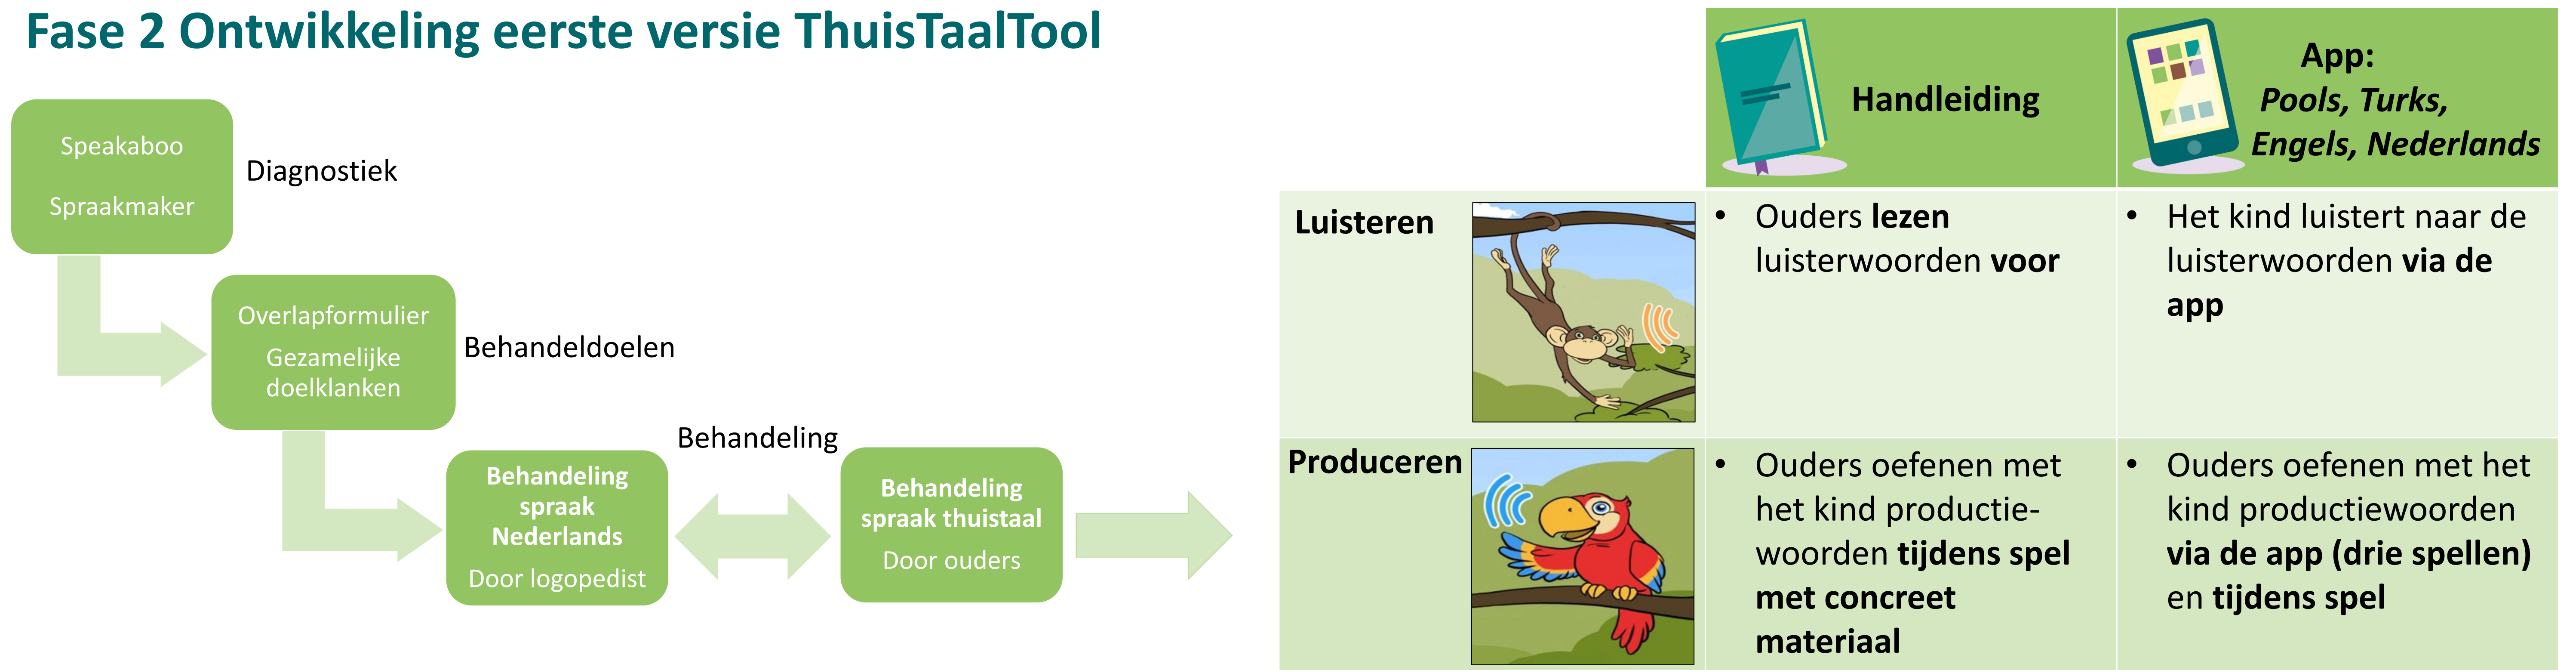 Fase 2 Ontwikkeling eerste versie ThuisTaalTool
Speakaboo
Spraakmaker
Diagnostiek
Overlapformulier
Gezamelijke
doelklanken
Behandeldoelen
Behandeling
Behandeling
spraak
Nederlands
Door logopedist
Behandeling
spraak thuistaal
Door ouders
Handleiding
App:
Pools, Turks,
Engels, Nederlands
Luisteren
• Ouders lezen
luisterwoorden voor
• Het kind luistert naar de
luisterwoorden via de
app
Produceren
• Ouders oefenen met
het kind productie-
woorden tijdens spel
met concreet
materiaal
• Ouders oefenen met het
kind productiewoorden
via de app (drie spellen)
en tijdens spel